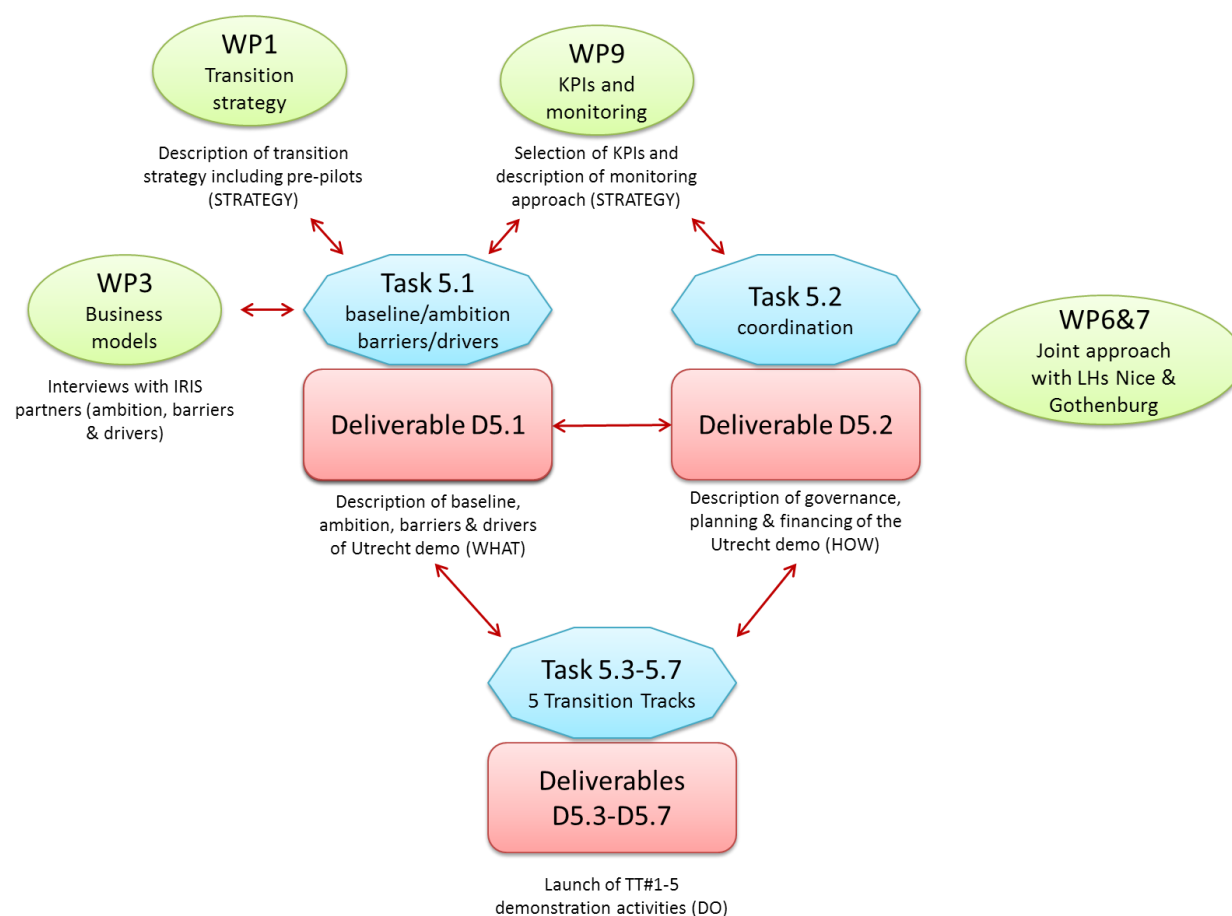 WP1
Transition
strategy
Description of transition
strategy including pre-pilots
(STRATEGY)
WP9
KPIs and
monitoring
Selection of KPIs and
description of monitoring
approach (STRATEGY)
WP3
Business
models
Interviews with IRIS
partners (ambition, barriers
& drivers)
Task 5.1
baseline/ambition
barriers/drivers
Deliverable D5.1
Description of baseline,
ambition, barriers & drivers
of Utrecht demo (WHAT)
Task 5.2
coordination
Deliverable D5.2
Description of governance,
planning & financing of the
Utrecht demo (HOW)
WP6&7
Joint approach
with LHs Nice &
Gothenburg
Task 5.3-5.7
5 Transition Tracks
Deliverables
D5.3-D5.7
Launch of TT#1-5
demonstration activities (DO)